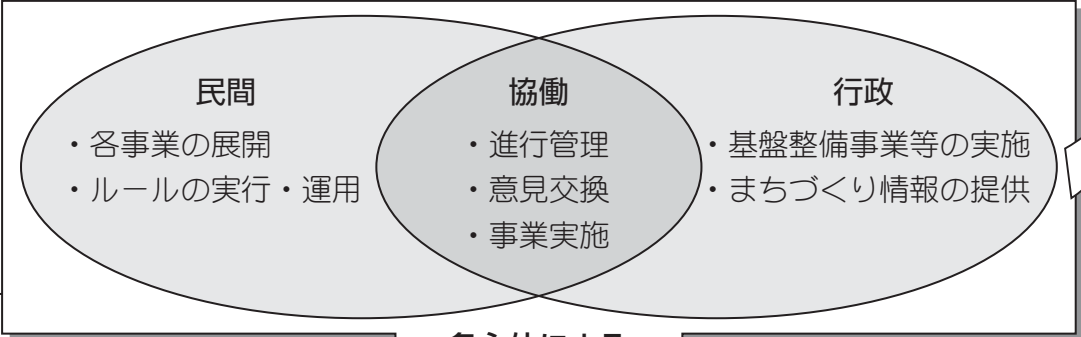 民間
・各事業の展開
・ルールの実行・運用
協働
・進行管理
・意見交換
・事業実施
行政
・基盤整備事業等の実施
・まちづくり情報の提供